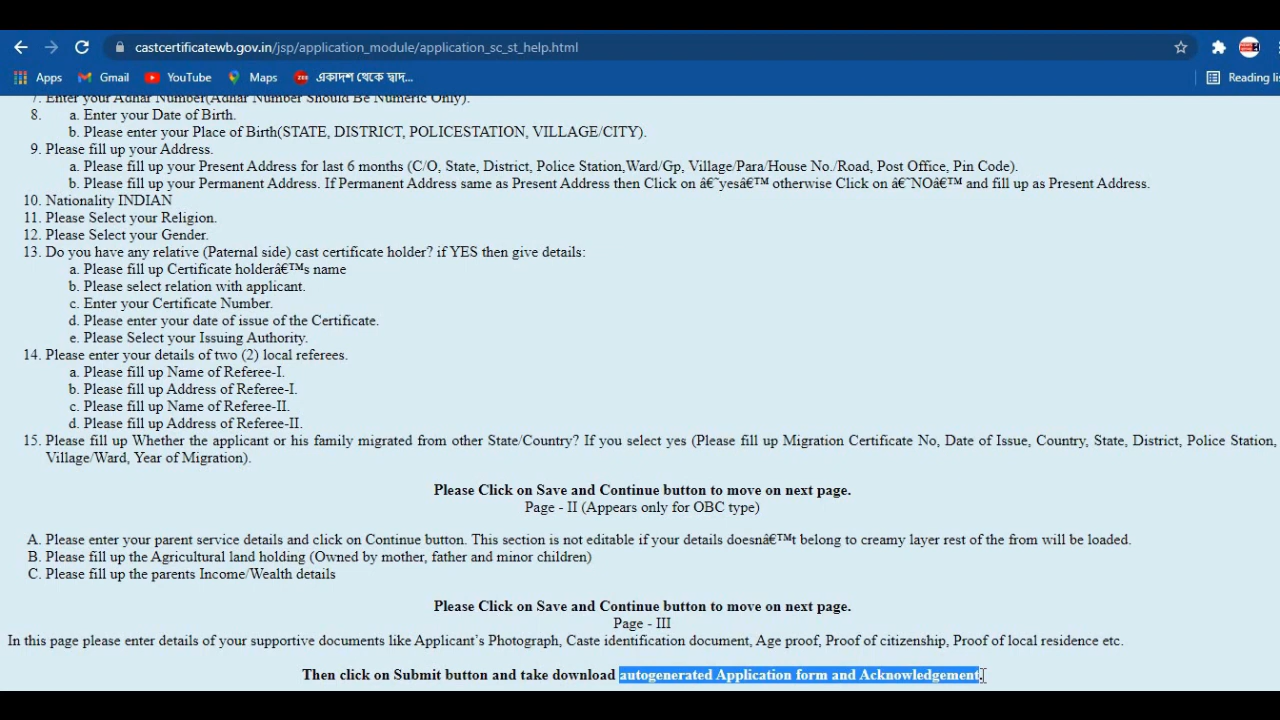 castcertificatewb.gov.in/jsp/application_module/application_sc_st_help.html
Apps Gmail YouTube Maps একাদশ থেকে দ্বাদ... Reading lis
7. Enter your Adhar Number(Adhar Number Should Be Numeric Only).
8. a. Enter your Date of Birth.
b. Please enter your Place of Birth(STATE, DISTRICT, POLICESTATION, VILLAGE/CITY).
9. Please fill up your Address.
a. Please fill up your Present Address for last 6 months (C/O, State, District, Police Station,Ward/Gp, Village/Para/House No./Road, Post Office, Pin Code).
b. Please fill up your Permanent Address. If Permanent Address same as Present Address then Click on â€˜yesâ€™ otherwise Click on â€˜NOâ€™ and fill up as Present Address.
10. Nationality INDIAN
11. Please Select your Religion.
12. Please Select your Gender.
13. Do you have any relative (Paternal side) cast certificate holder? if YES then give details:
a. Please fill up Certificate holderâ€™s name
b. Please select relation with applicant.
c. Enter your Certificate Number.
d. Please enter your date of issue of the Certificate.
e. Please Select your Issuing Authority.
14. Please enter your details of two (2) local referees.
a. Please fill up Name of Referee-I.
b. Please fill up Address of Referee-I.
c. Please fill up Name of Referee-II.
d. Please fill up Address of Referee-II.
15. Please fill up Whether the applicant or his family migrated from other State/Country? If you select yes (Please fill up Migration Certificate No, Date of Issue, Country, State, District, Police Station,
Village/Ward, Year of Migration).
Please Click on Save and Continue button to move on next page.
Page - II (Appears only for OBC type)
A. Please enter your parent service details and click on Continue button. This section is not editable if your details doesnâ€™t belong to creamy layer rest of the from will be loaded.
B. Please fill up the Agricultural land holding (Owned by mother, father and minor children)
C. Please fill up the parents Income/Wealth details
Please Click on Save and Continue button to move on next page.
Page - III
In this page please enter details of your supportive documents like Applicant’s Photograph, Caste identification document, Age proof, Proof of citizenship, Proof of local residence etc.
Then click on Submit button and take download autogenerated Application form and Acknowledgement.